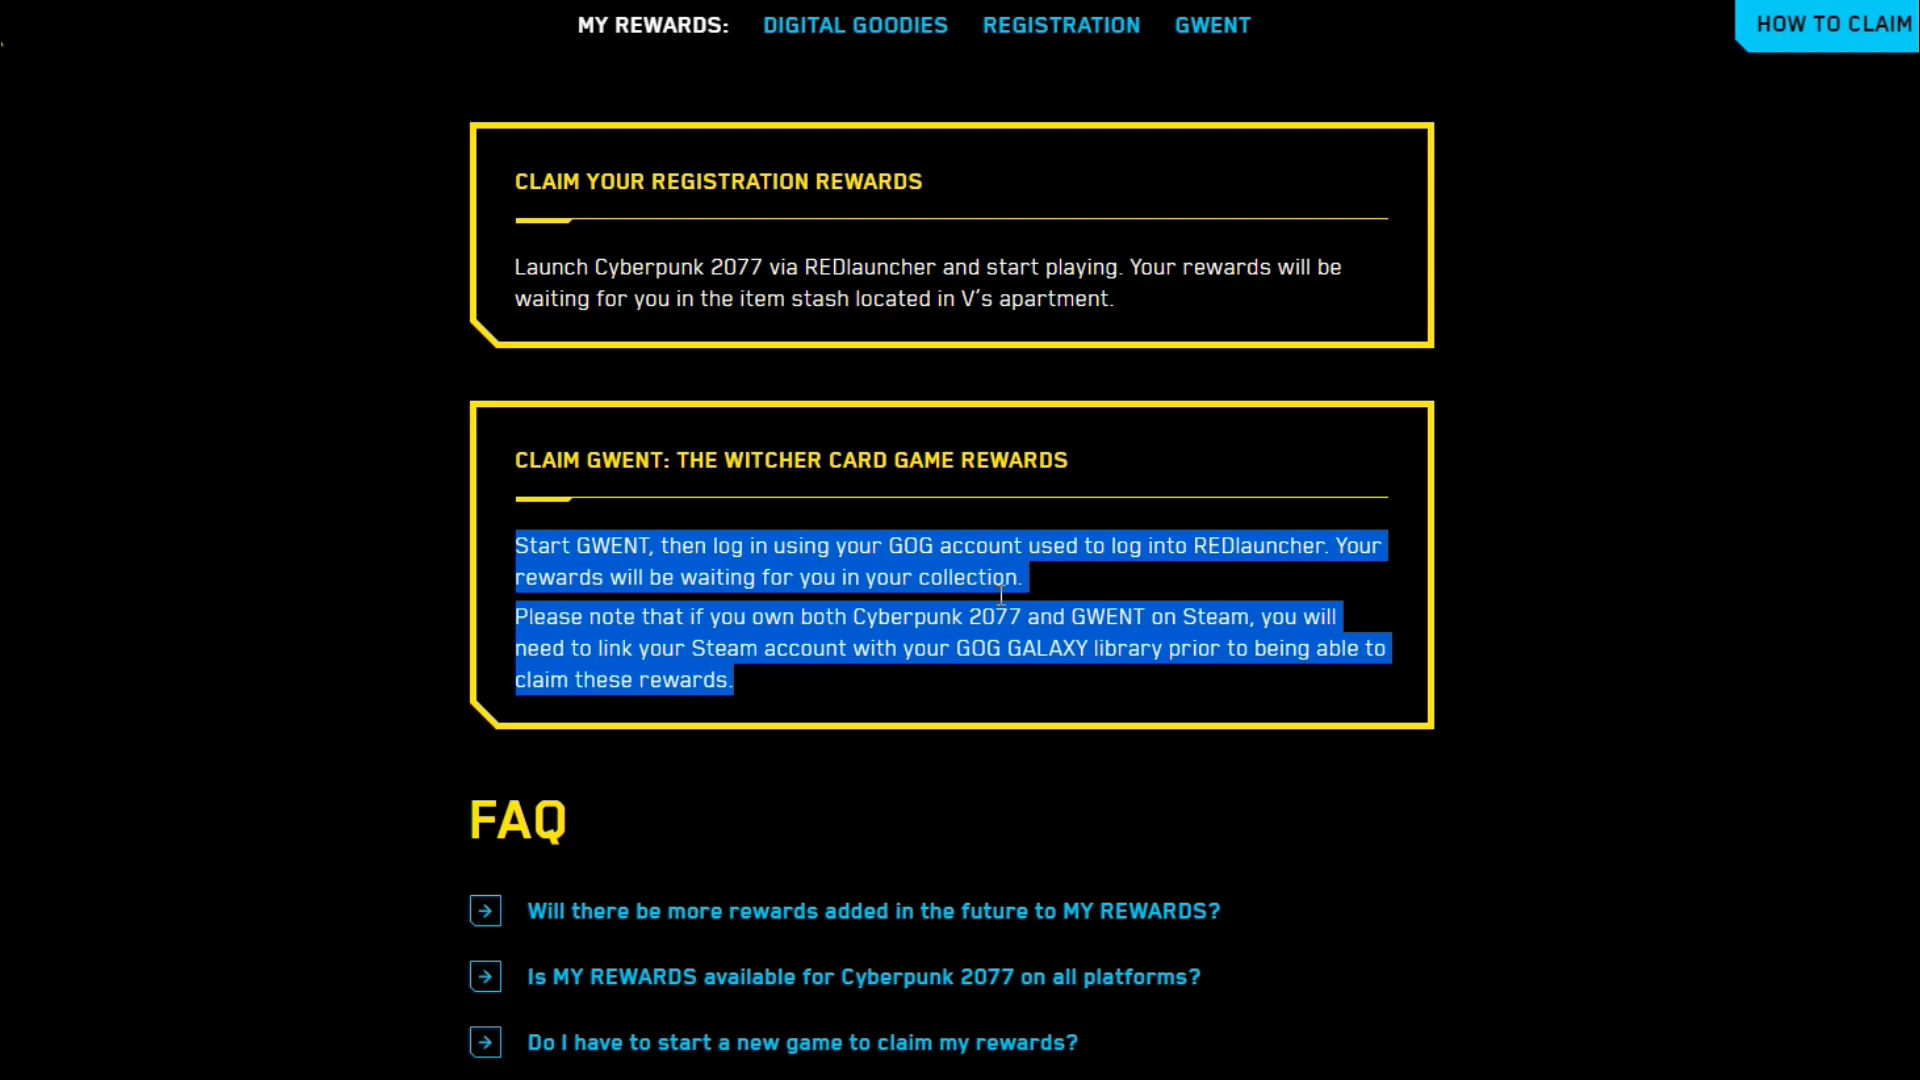 MY REWARDS: DIGITAL GOODIES REGISTRATION GWENT HOW TO CLAIM
CLAIM YOUR REGISTRATION REWARDS
Launch Cyberpunk 2077 via REDlauncher and start playing. Your rewards will be
waiting for you in the item stash located in V's apartment.
CLAIM GWENT: THE WITCHER CARD GAME REWARDS
Start GWENT, then log in using your GOG account used to log into REDlauncher. Your
rewards will be waiting for you in your collection.
Please note that if you own both Cyberpunk 2077 and GWENT on Steam, you will
need to link your Steam account with your GOG GALAXY library prior to being able to
claim these rewards.
FAQ
Will there be more rewards added in the future to MY REWARDS?
Is MY REWARDS available for Cyberpunk 2077 on all platforms?
Do I have to start a new game to claim my rewards?